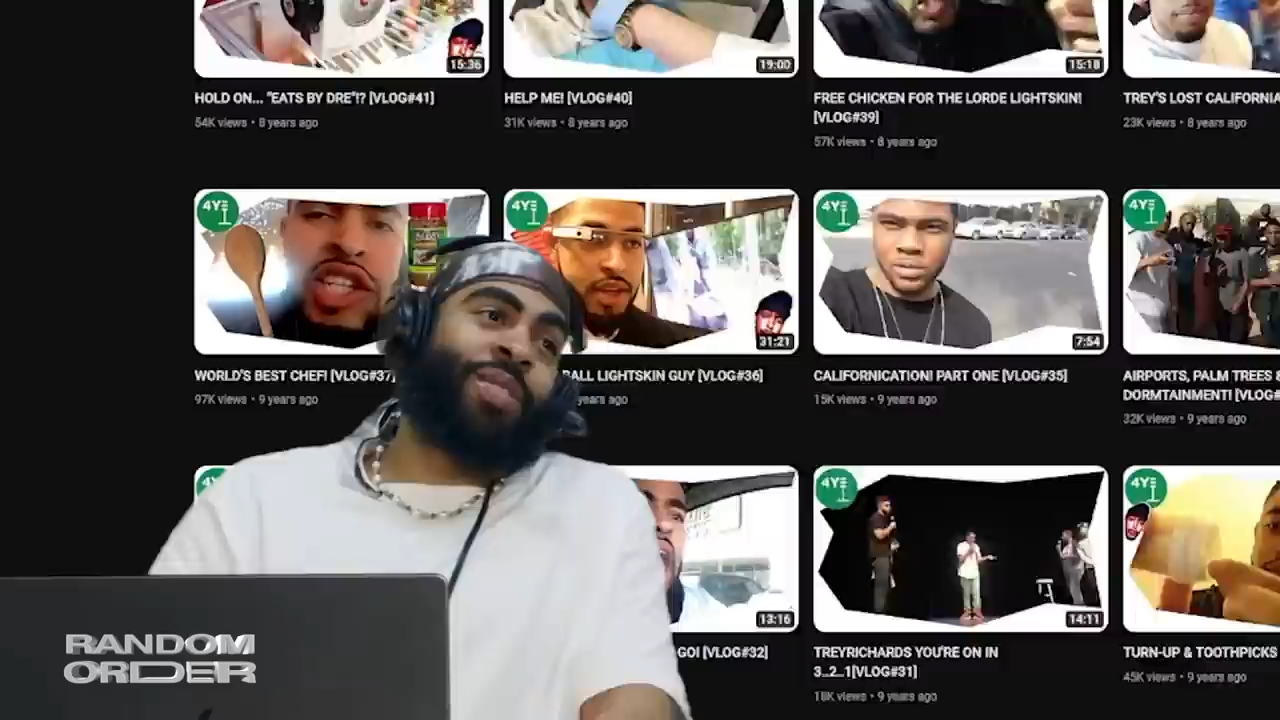 15:36
19:00
15:18
HOLD ON... "EATS BY DRE"!? [VLOG#41]
54K views • 8 years ago
HELP ME! [VLOG#40]
31K views • 8 years ago
FREE CHICKEN FOR THE LORDE LIGHTSKIN!
[VLOG#39]
57K views • 8 years ago
TREY'S LOST CALIFORNIA
23K views • 8 years ago
4YE
4YE
4YE
4YE
31:21
7:54
WORLD'S BEST CHEF! [VLOG#37]
97K views • 9 years ago
BALL LIGHTSKIN GUY [VLOG#36]
years ago
CALIFORNICATION! PART ONE [VLOG#35]
15K views • 9 years ago
AIRPORTS, PALM TREES &
DORMTAINMENT! [VLOG#
32K views • 9 years ago
4YE
4YE
13:16
14:11
GO! [VLOG#32]
TREYRICHARDS YOU'RE ON IN
3...2...1[VLOG#31]
18K views • 9 years ago
TURN-UP & TOOTHPICKS
45K views • 9 years ago
RANDOM
ORDER